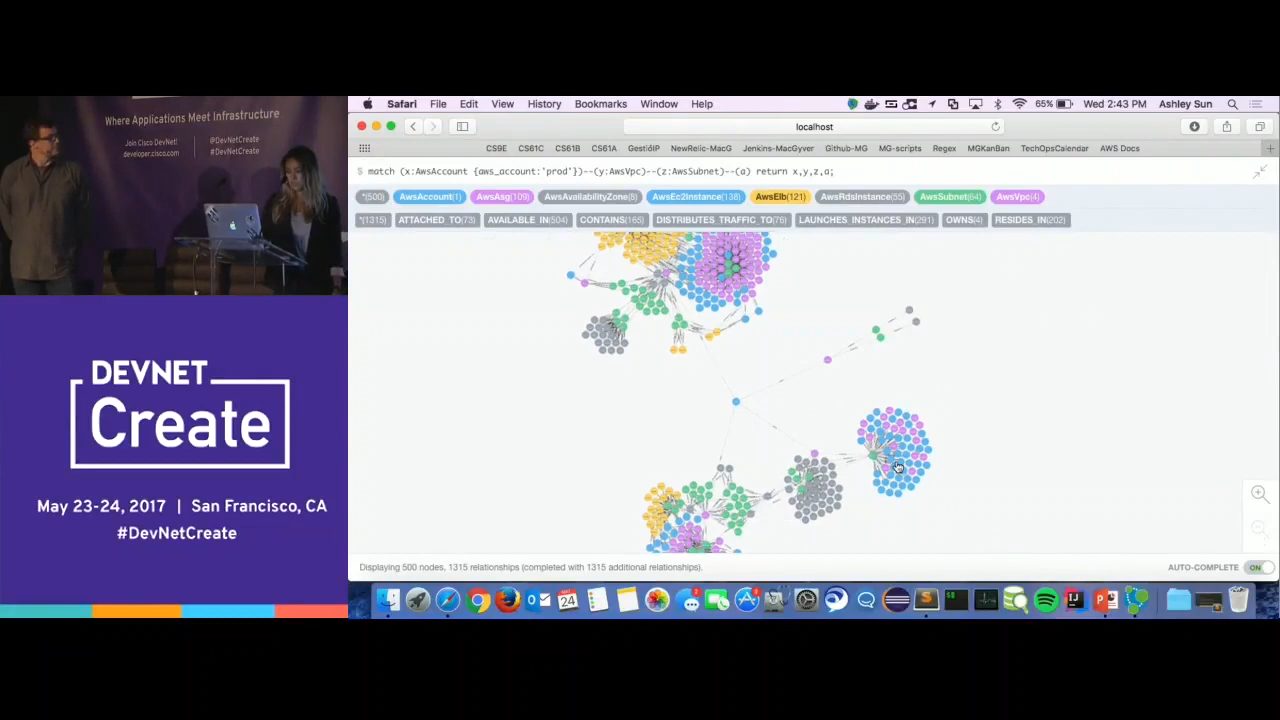 Where Applications Meet Infrastructure
Join Cisco DevNet!
developer.cisco.com
@DevNetCreate
#DevNetCreate
DEVNET
Create
May 23-24, 2017 | San Francisco, CA
#DevNetCreate
Safari File Edit View History Bookmarks Window Help
65% Wed 2:43 PM Ashley Sun
localhost
CS9E CS61C CS61B CS61A GestióIP NewRelic-MacG Jenkins-MacGyver Github-MG MG-scripts Regex MGKanBan TechOpsCalendar AWS Docs
$ match (x:AwsAccount {aws_account:'prod'})--(y:AwsVpc)--(z:AwsSubnet)--(a) return x,y,z,a;
*(500) AwsAccount(1) AwsAsg(109) AwsAvailabilityZone(8) AwsEc2Instance(138) AwsElb(121) AwsRdsInstance(55) AwsSubnet(64) AwsVpc(4)
*(1315) ATTACHED_TO(73) AVAILABLE_IN(504) CONTAINS(165) DISTRIBUTES_TRAFFIC_TO(76) LAUNCHES_INSTANCES_IN(291) OWNS(4) RESIDES_IN(202)
Displaying 500 nodes, 1315 relationships (completed with 1315 additional relationships).
AUTO-COMPLETE ON